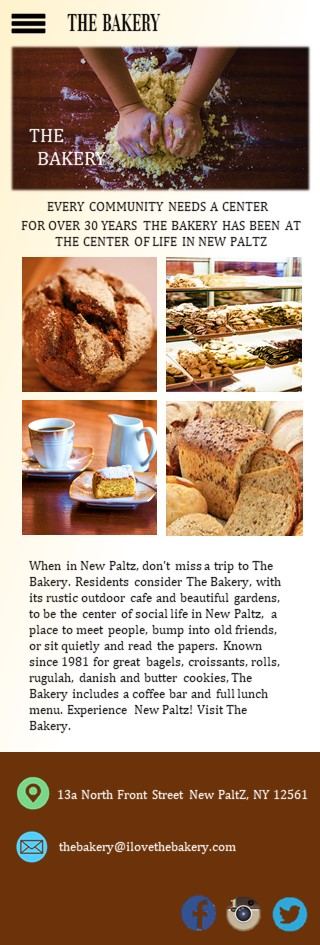 THE BAKERY
THE
BAKERY
EVERY COMMUNITY NEEDS A CENTER
FOR OVER 30 YEARS THE BAKERY HAS BEEN AT
THE CENTER OF LIFE IN NEW PALTZ
When in New Paltz, don't miss a trip to The
Bakery. Residents consider The Bakery, with
its rustic outdoor cafe and beautiful gardens,
to be the center of social life in New Paltz, a
place to meet people, bump into old friends,
or sit quietly and read the papers. Known
since 1981 for great bagels, croissants, rolls,
rugulah, danish and butter cookies, The
Bakery includes a coffee bar and full lunch
menu. Experience New Paltz! Visit The
Bakery.
13a North Front Street New PaltZ, NY 12561
thebakery@ilovethebakery.com